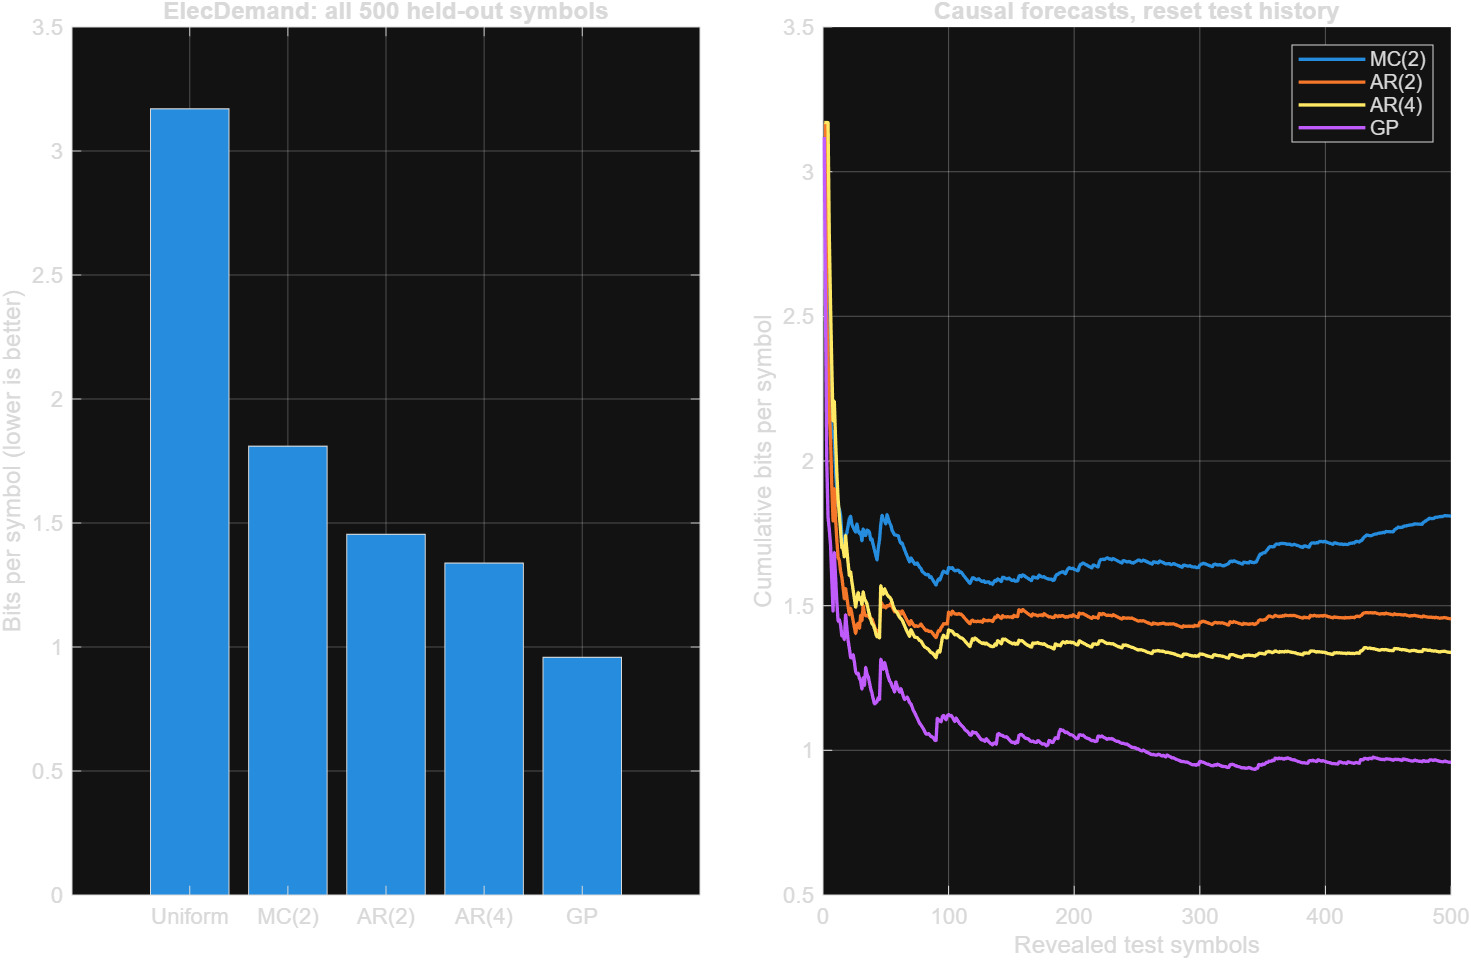 ElecDemand: all 500 held-out symbols
Bits per symbol (lower is better)
3.5
3
2.5
2
1.5
1
0.5
0
Uniform
MC(2)
AR(2)
AR(4)
GP
Causal forecasts, reset test history
Cumulative bits per symbol
3.5
3
2.5
2
1.5
1
0.5
0
100
200
300
400
500
Revealed test symbols
MC(2)
AR(2)
AR(4)
GP